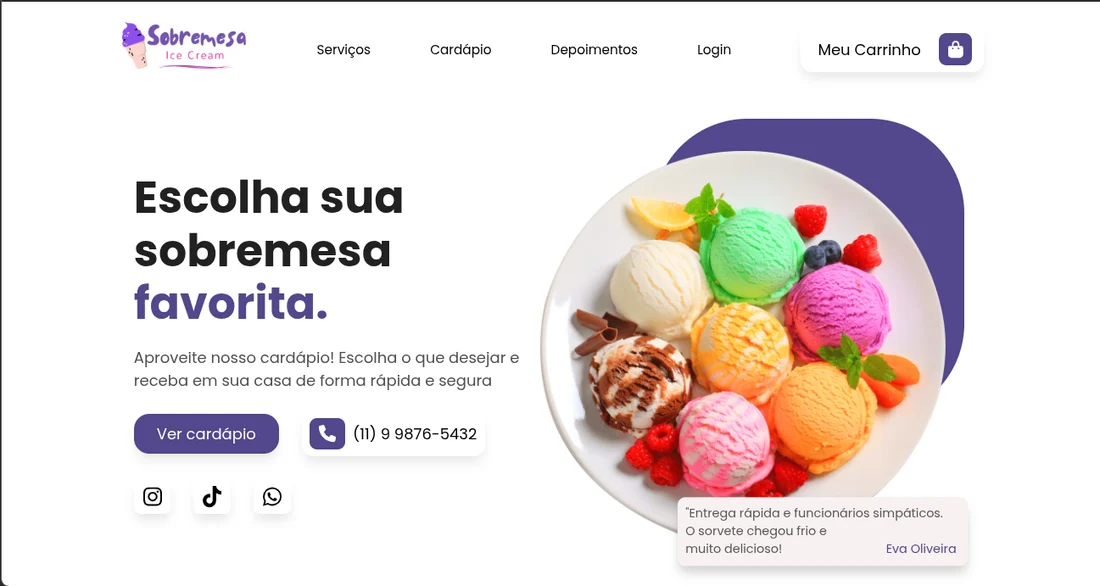 Sobremesa
Ice Cream
Serviços
Cardápio
Depoimentos
Login
Meu Carrinho
Escolha sua
sobremesa
favorita.
Aproveite nosso cardápio! Escolha o que desejar e
receba em sua casa de forma rápida e segura
Ver cardápio
(11) 9 9876-5432
"Entrega rápida e funcionários simpáticos.
O sorvete chegou frio e
muito delicioso!
Eva Oliveira